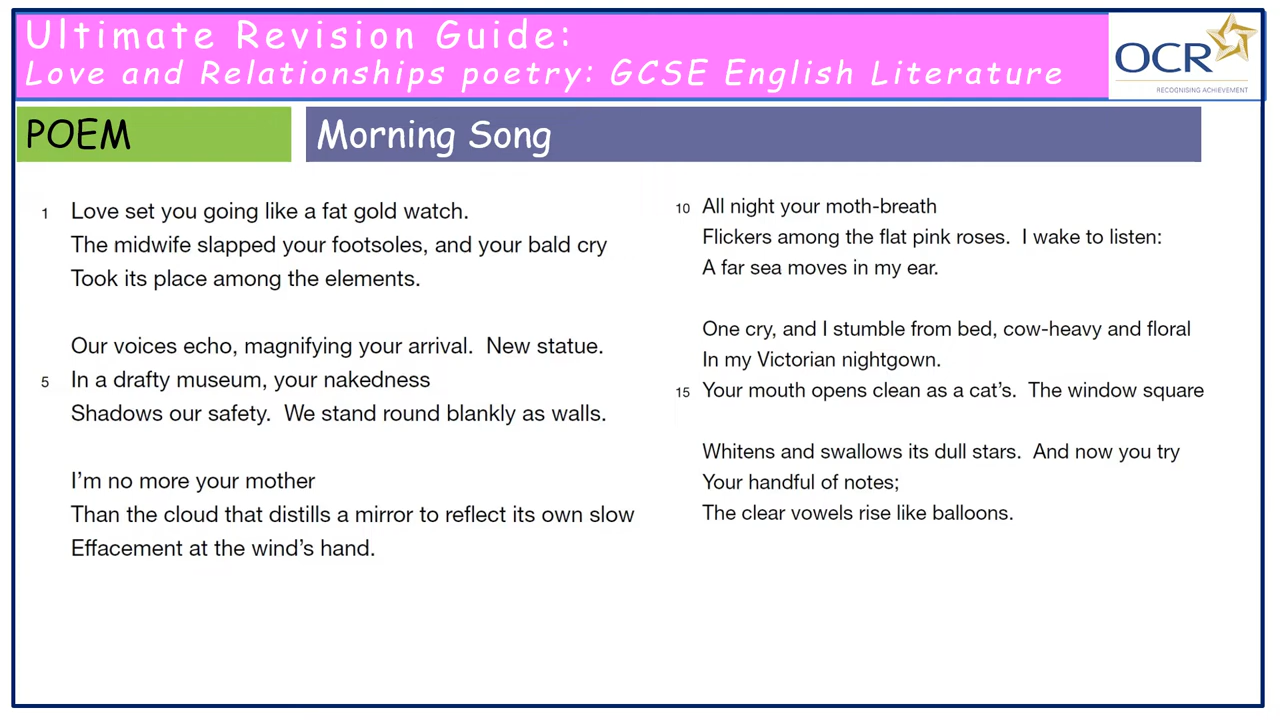 Ultimate Revision Guide:
Love and Relationships poetry: GCSE English Literature
OCR
RECOGNISING ACHIEVEMENT
POEM
Morning Song
1 Love set you going like a fat gold watch.
The midwife slapped your footsoles, and your bald cry
Took its place among the elements.
Our voices echo, magnifying your arrival. New statue.
5 In a drafty museum, your nakedness
Shadows our safety. We stand round blankly as walls.
I'm no more your mother
Than the cloud that distills a mirror to reflect its own slow
Effacement at the wind's hand.
10 All night your moth-breath
Flickers among the flat pink roses. I wake to listen:
A far sea moves in my ear.
One cry, and I stumble from bed, cow-heavy and floral
In my Victorian nightgown.
15 Your mouth opens clean as a cat's. The window square
Whitens and swallows its dull stars. And now you try
Your handful of notes;
The clear vowels rise like balloons.